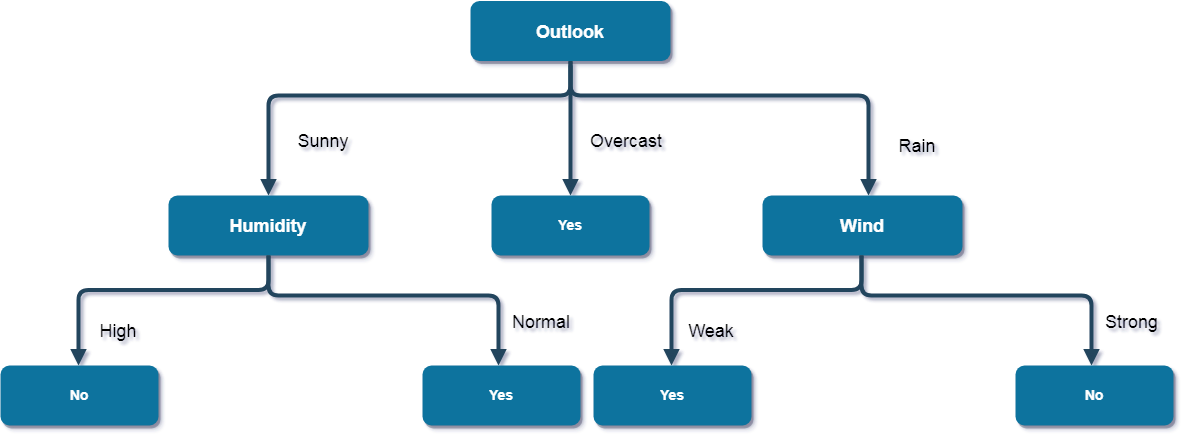 Outlook
Sunny
Overcast
Rain
Humidity
Yes
Wind
High
Normal
Weak
Strong
No
Yes
Yes
No